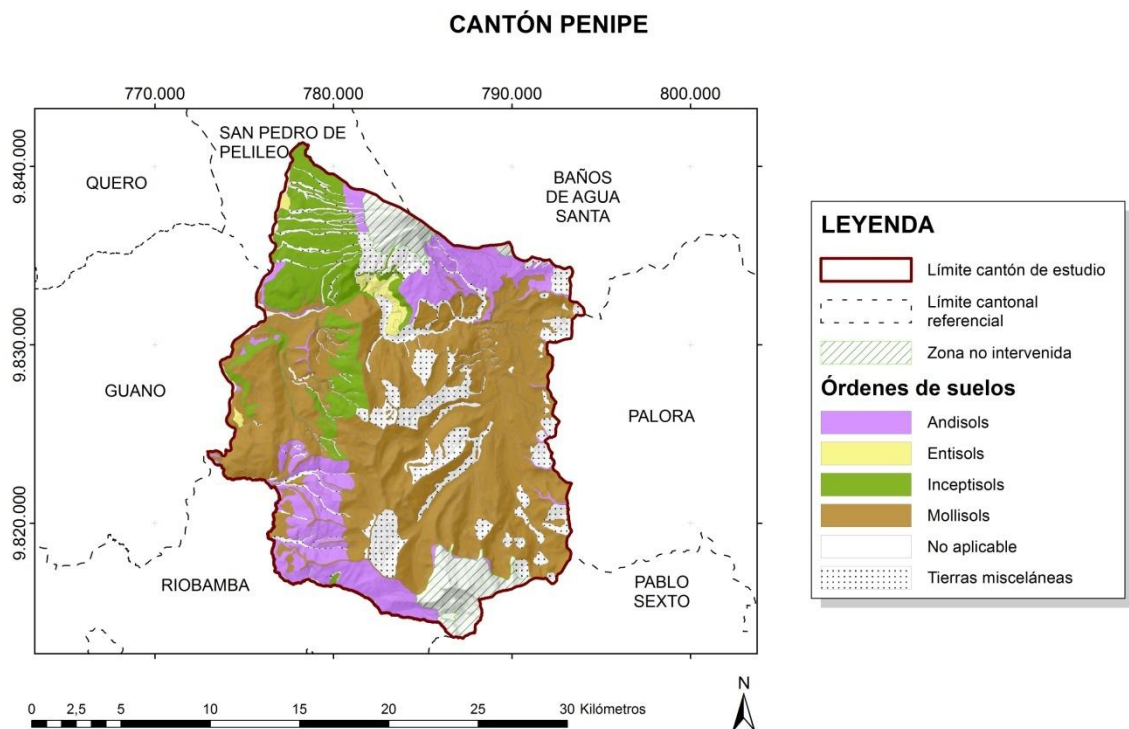 CANTÓN PENIPE
770.000
780.000
790.000
800.000
9.840.000
9.830.000
9.820.000
SAN PEDRO DE
PELILEO
QUERO
BAÑOS
DE AGUA
SANTA
GUANO
PALORA
RIOBAMBA
PABLO
SEXTO
LEYENDA
Límite cantón de estudio
Límite cantonal
referencial
Zona no intervenida
Órdenes de suelos
Andisols
Entisols
Inceptisols
Mollisols
No aplicable
Tierras misceláneas
0 2,5 5 10 15 20 25 30 Kilómetros
N